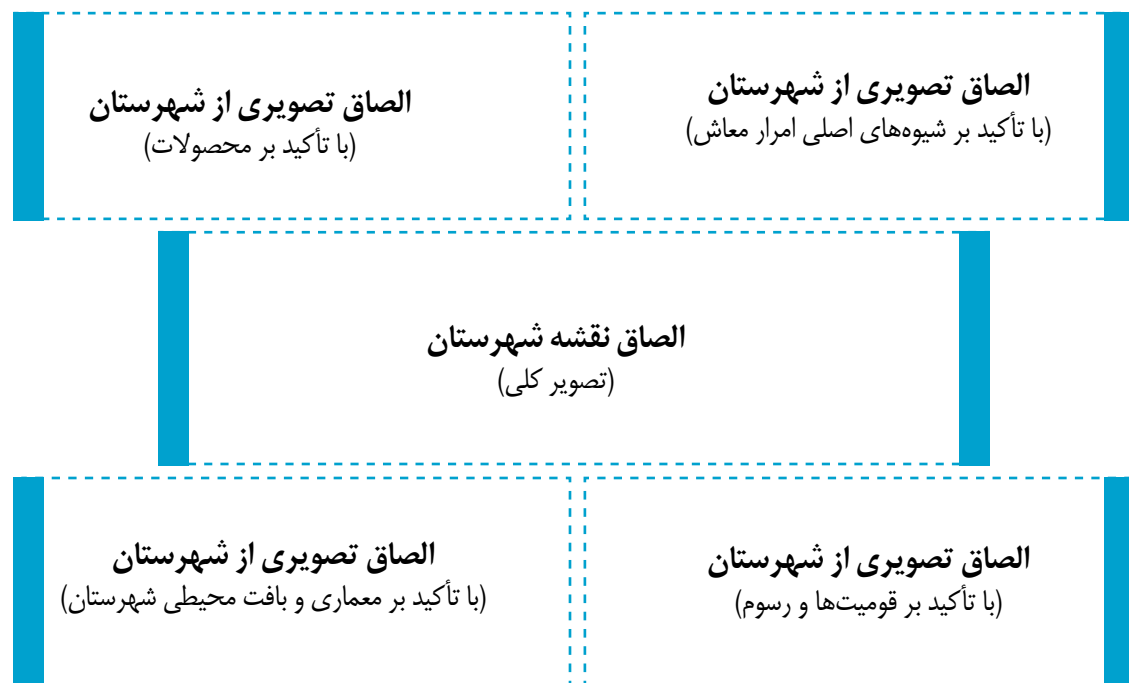 الصاق تصویری از شهرستان
(با تأکید بر شیوه‌های اصلی امرار معاش)
الصاق تصویری از شهرستان
(با تأکید بر محصولات)
الصاق نقشه شهرستان
(تصویر کلی)
الصاق تصویری از شهرستان
(با تأکید بر قومیت‌ها و رسوم)
الصاق تصویری از شهرستان
(با تأکید بر معماری و بافت محیطی شهرستان)